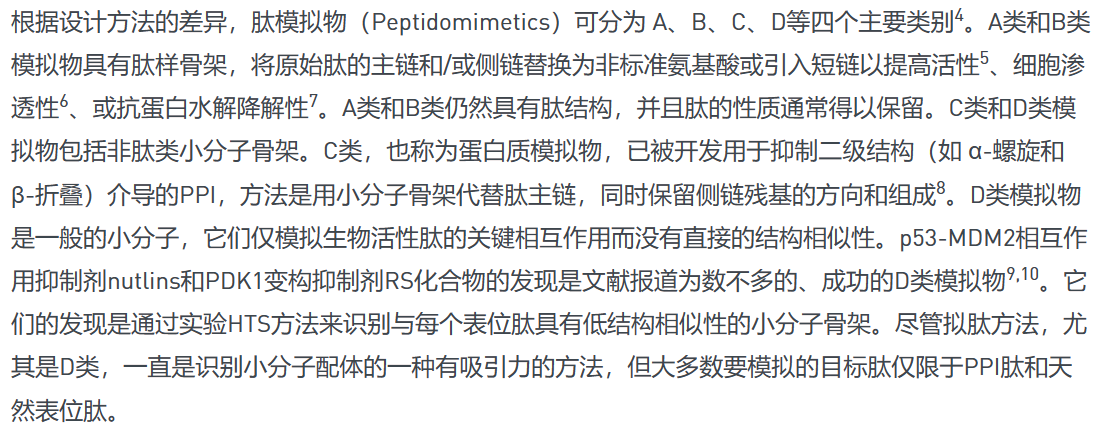 根据设计方法的差异，肽模拟物（Peptidomimetics）可分为 A、B、C、D等四个主要类别⁴。A类和B类
模拟物具有肽样骨架，将原始肽的主链和/或侧链替换为非标准氨基酸或引入短链以提高活性⁵、细胞渗
透性⁶、或抗蛋白水解降解性⁷。A类和B类仍然具有肽结构，并且肽的性质通常得以保留。C类和D类模
拟物包括非肽类小分子骨架。C类，也称为蛋白质模拟物，已被开发用于抑制二级结构（如 α-螺旋和
β-折叠）介导的PPI，方法是用小分子骨架代替肽主链，同时保留侧链残基的方向和组成⁸。D类模拟物
是一般的小分子，它们仅模拟生物活性肽的关键相互作用而没有直接的结构相似性。p53-MDM2相互作
用抑制剂nutlins和PDK1变构抑制剂RS化合物的发现是文献报道为数不多的、成功的D类模拟物⁹,¹⁰。它
们的发现是通过实验HTS方法来识别与每个表位肽具有低结构相似性的小分子骨架。尽管拟肽方法，尤
其是D类，一直是识别小分子配体的一种有吸引力的方法，但大多数要模拟的目标肽仅限于PPI肽和天
然表位肽。